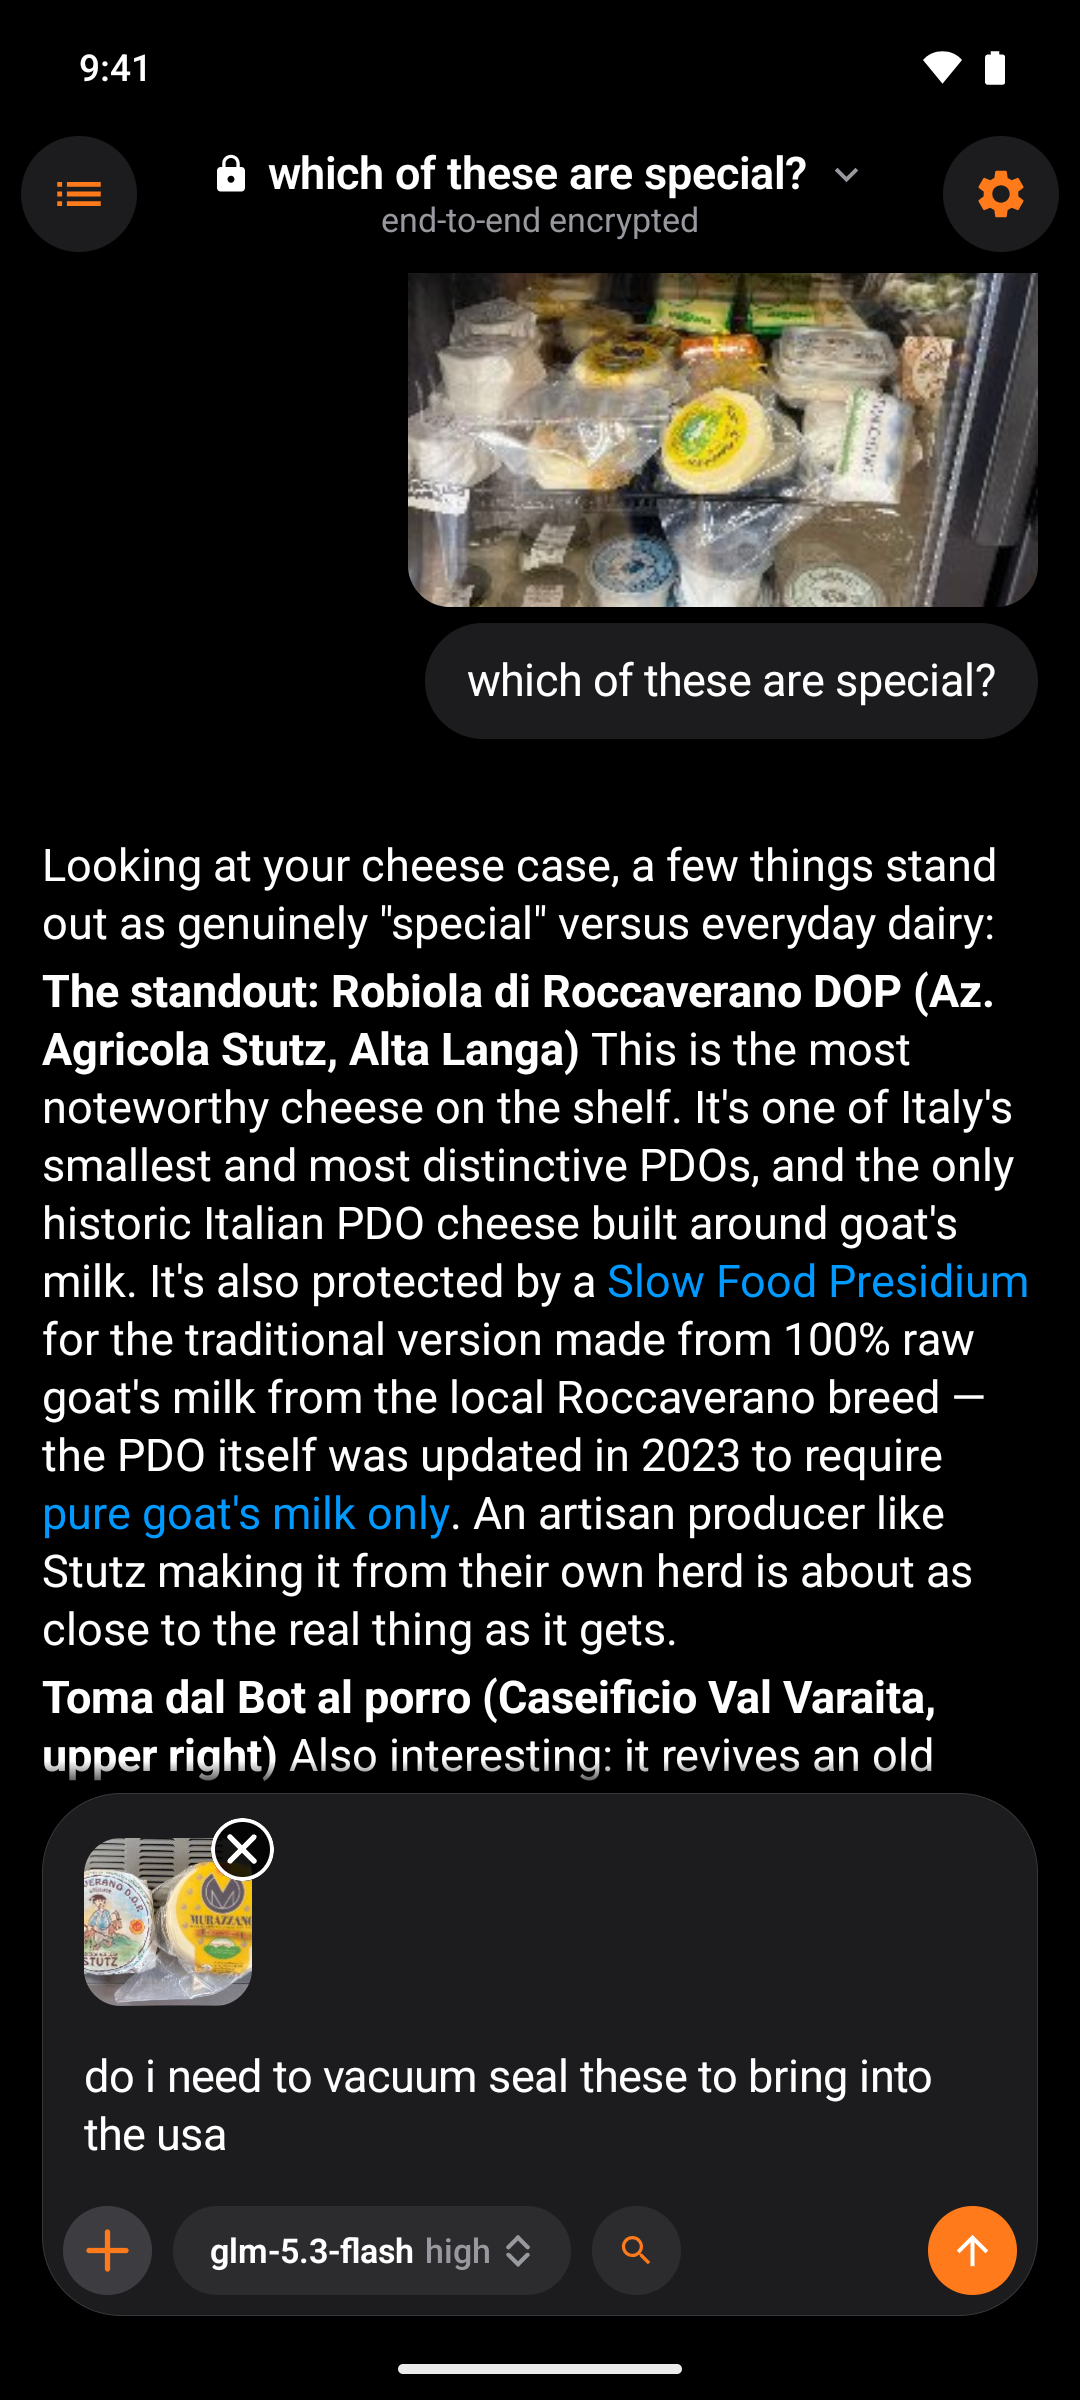 9:41
which of these are special?
end-to-end encrypted
which of these are special?
Looking at your cheese case, a few things stand
out as genuinely "special" versus everyday dairy:
The standout: Robiola di Roccaverano DOP (Az.
Agricola Stutz, Alta Langa) This is the most
noteworthy cheese on the shelf. It's one of Italy's
smallest and most distinctive PDOs, and the only
historic Italian PDO cheese built around goat's
milk. It's also protected by a Slow Food Presidium
for the traditional version made from 100% raw
goat's milk from the local Roccaverano breed —
the PDO itself was updated in 2023 to require
pure goat's milk only. An artisan producer like
Stutz making it from their own herd is about as
close to the real thing as it gets.
Toma dal Bot al porro (Caseificio Val Varaita,
upper right) Also interesting: it revives an old
VERANO D.O.P.
STUTZ
MURAZZANO
do i need to vacuum seal these to bring into
the usa
glm-5.3-flash high